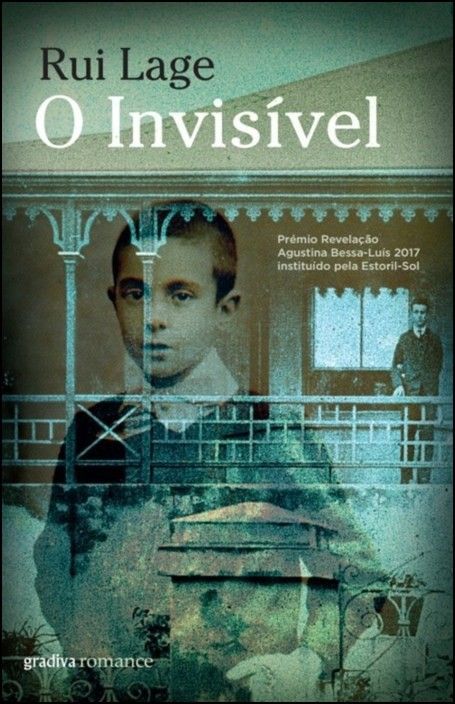 Rui Lage
O Invisível
Prémio Revelação
Agustina Bessa-Luís 2017
instituído pela Estoril-Sol
gradiva romance